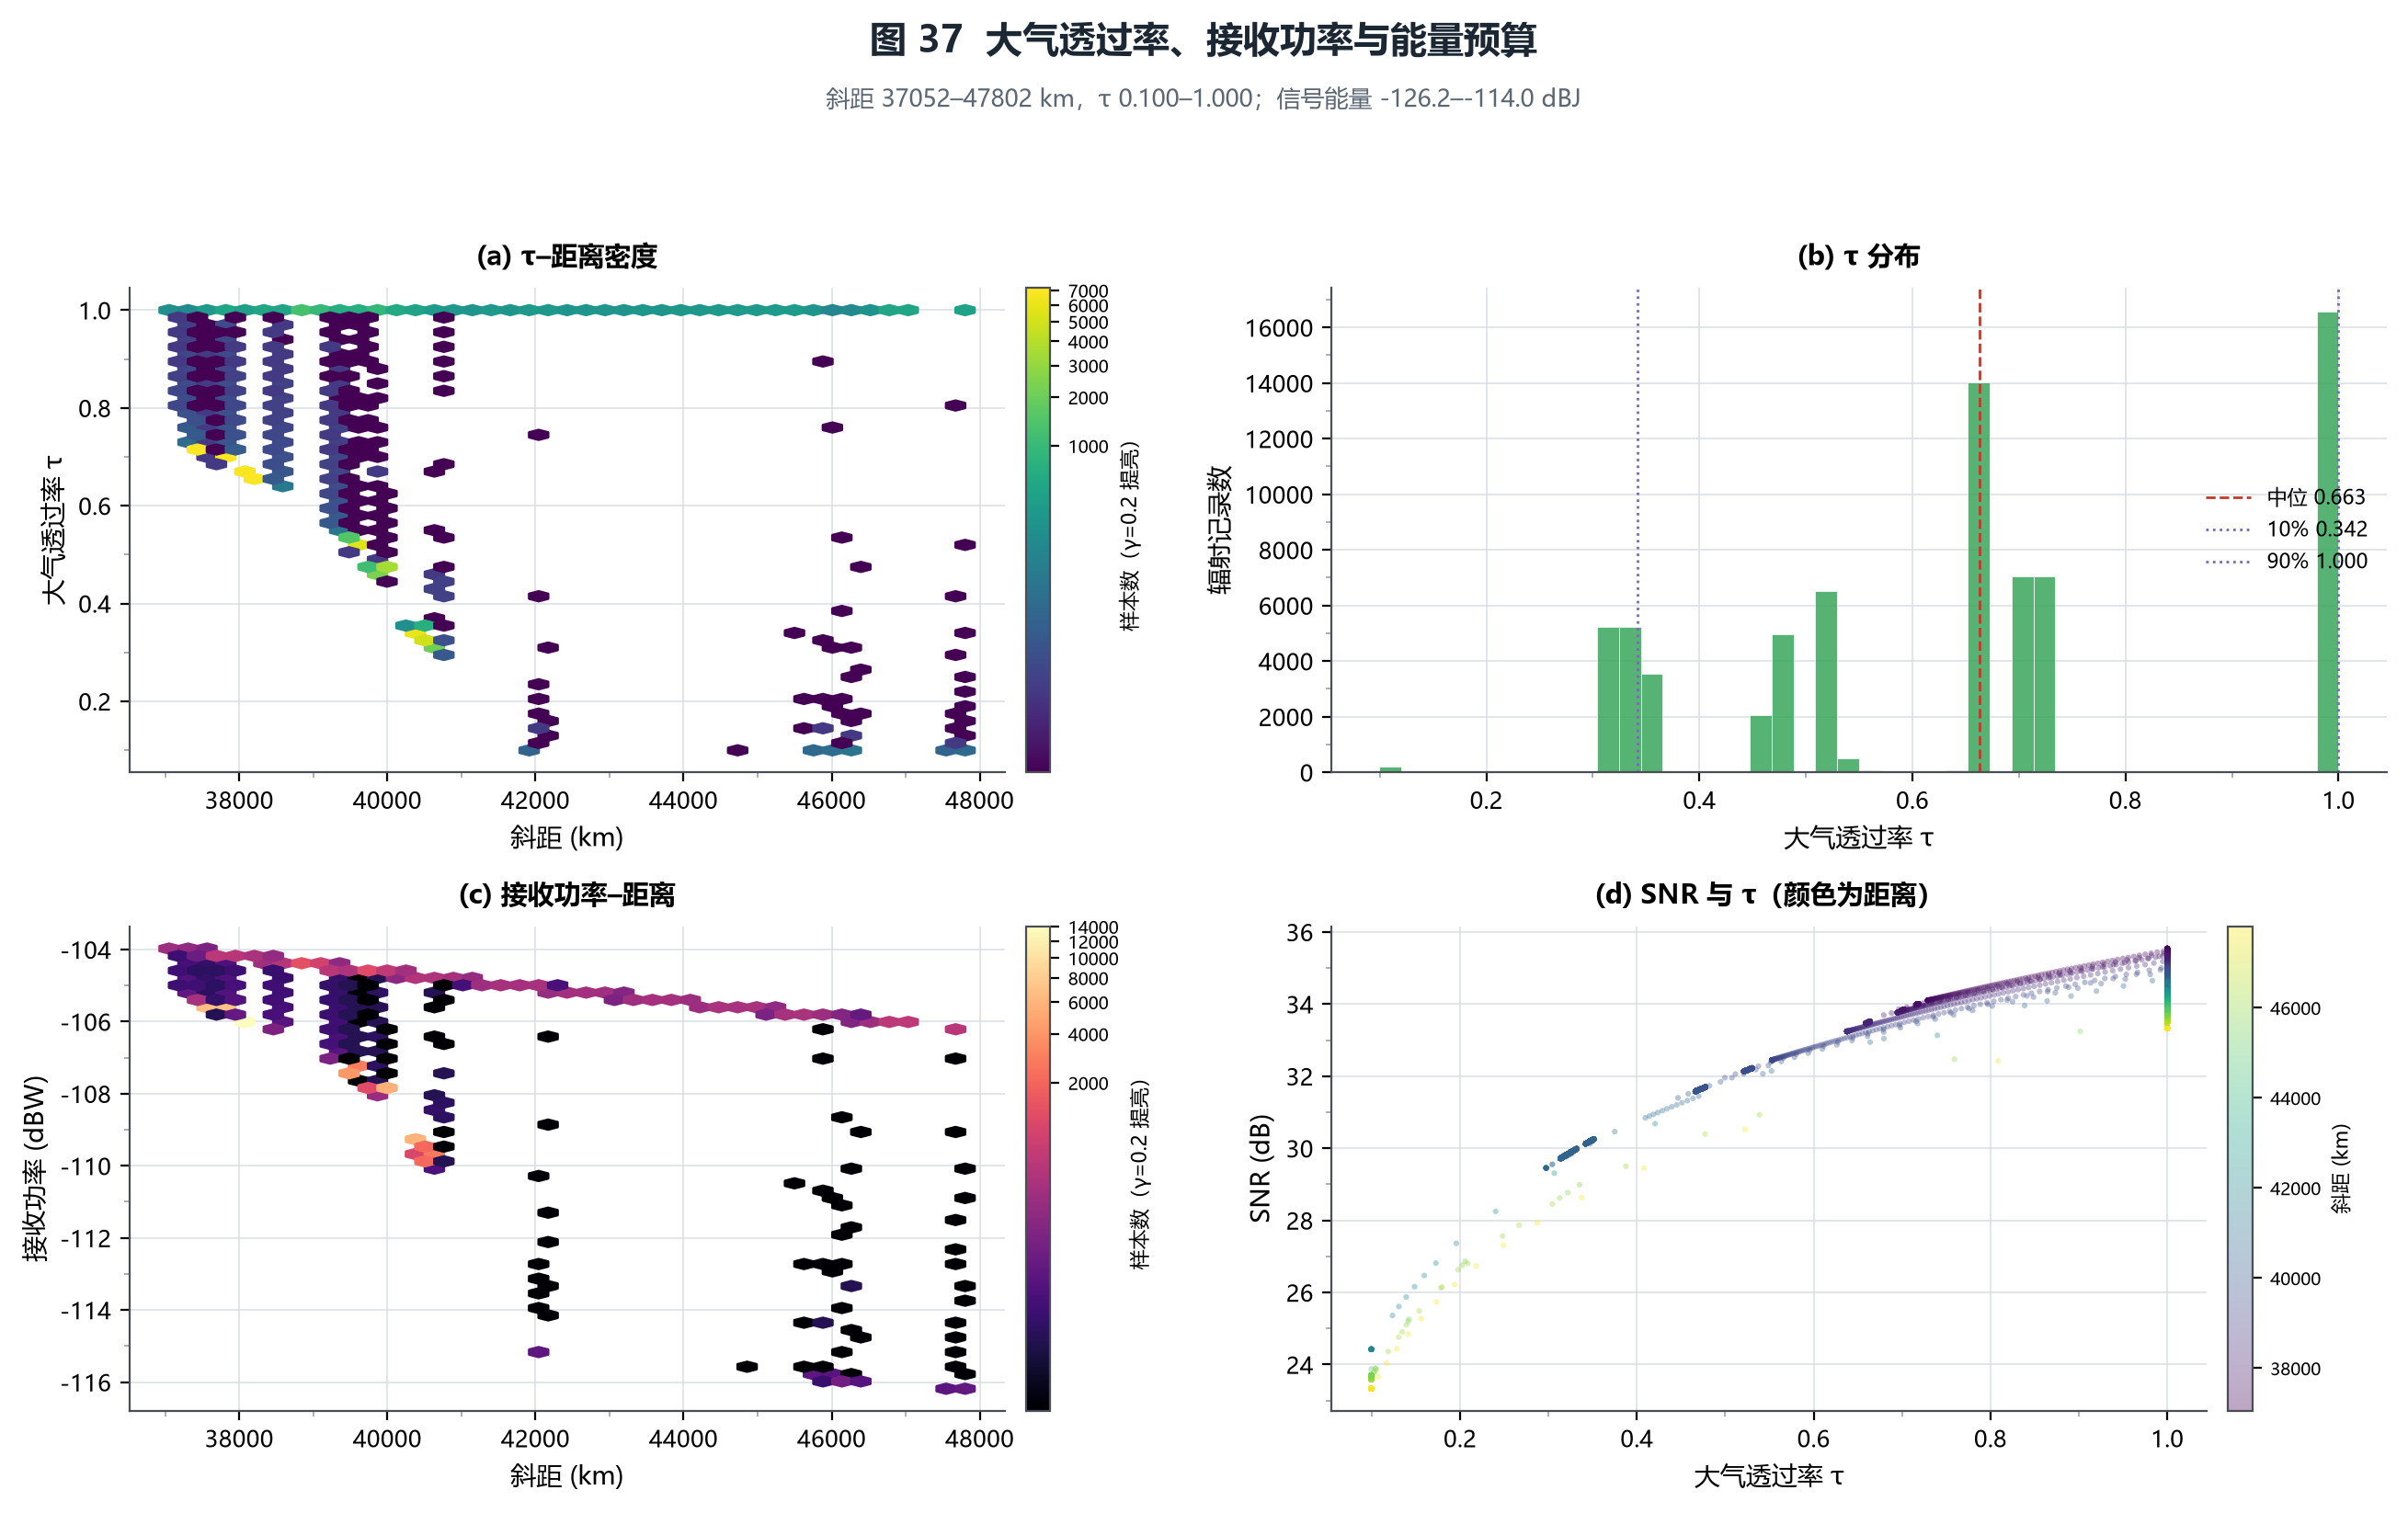 图 37 大气透过率、接收功率与能量预算
斜距 37052–47802 km，τ 0.100–1.000；信号能量 -126.2–-114.0 dBJ
(a) τ–距离密度
大气透过率 τ
1.0
0.8
0.6
0.4
0.2
38000 40000 42000 44000 46000 48000
斜距 (km)
7000
6000
5000
4000
3000
2000
1000
样本数（γ=0.2 提亮）
(b) τ 分布
辐射记录数
16000
14000
12000
10000
8000
6000
4000
2000
0
0.2 0.4 0.6 0.8 1.0
大气透过率 τ
中位 0.663
10% 0.342
90% 1.000
(c) 接收功率–距离
接收功率 (dBW)
-104
-106
-108
-110
-112
-114
-116
38000 40000 42000 44000 46000 48000
斜距 (km)
14000
12000
10000
8000
6000
4000
2000
样本数（γ=0.2 提亮）
(d) SNR 与 τ（颜色为距离）
SNR (dB)
36
34
32
30
28
26
24
0.2 0.4 0.6 0.8 1.0
大气透过率 τ
46000
44000
42000
40000
38000
斜距 (km)